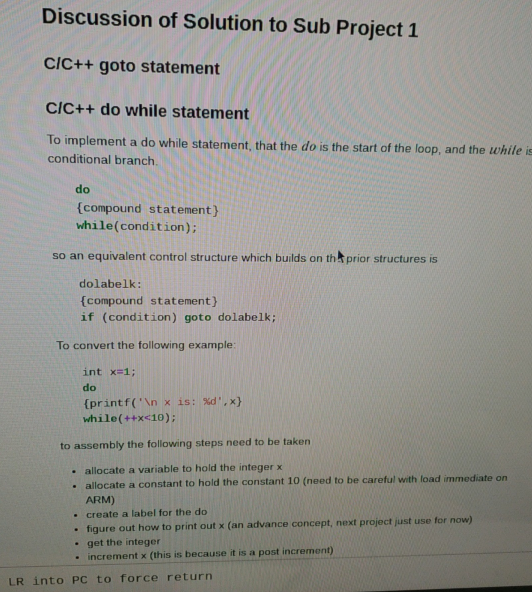 Discussion of Solution to Sub Project 1
C/C++ goto statement
C/C++ do while statement
To implement a do while statement, that the do is the start of the loop, and the while is
conditional branch.
do
{compound statement}
while(condition);
so an equivalent control structure which builds on the prior structures is
dolabelk:
{compound statement}
if (condition) goto dolabelk;
To convert the following example:
int x=1;
do
{printf('\n x is: %d',x}
while(++x<10);
to assembly the following steps need to be taken
• allocate a variable to hold the integer x
• allocate a constant to hold the constant 10 (need to be careful with load immediate on
ARM)
• create a label for the do
• figure out how to print out x (an advance concept, next project just use for now)
• get the integer
• increment x (this is because it is a post increment)
LR into PC to force return